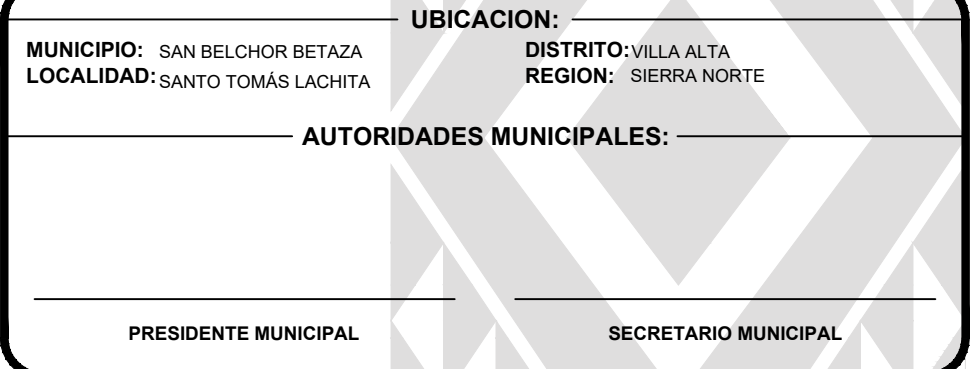 UBICACION:
MUNICIPIO: SAN BELCHOR BETAZA DISTRITO: VILLA ALTA
LOCALIDAD: SANTO TOMÁS LACHITA REGION: SIERRA NORTE
AUTORIDADES MUNICIPALES:
PRESIDENTE MUNICIPAL SECRETARIO MUNICIPAL